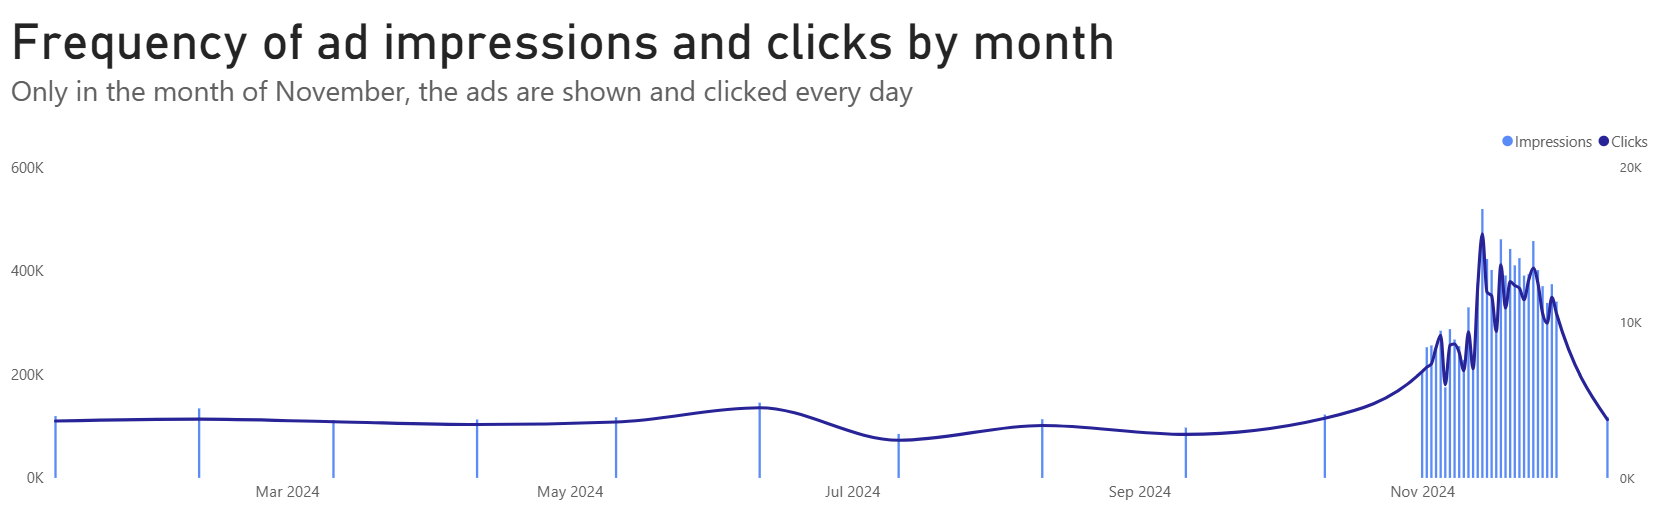 Frequency of ad impressions and clicks by month
Only in the month of November, the ads are shown and clicked every day
Impressions Clicks
600K 20K
400K
10K
200K
0K 0K
Mar 2024 May 2024 Jul 2024 Sep 2024 Nov 2024